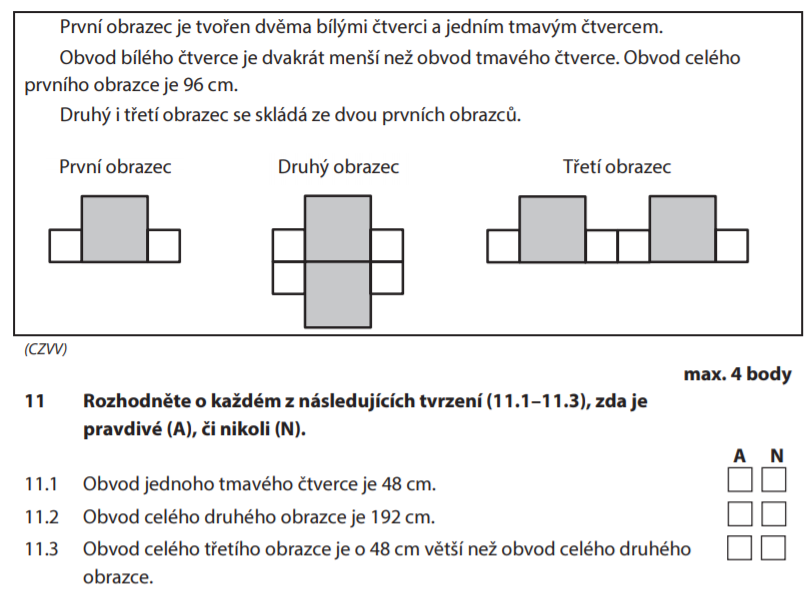 První obrazec je tvořen dvěma bílými čtverci a jedním tmavým čtvercem.
Obvod bílého čtverce je dvakrát menší než obvod tmavého čtverce. Obvod celého
prvního obrazce je 96 cm.
Druhý i třetí obrazec se skládá ze dvou prvních obrazců.
První obrazec Druhý obrazec Třetí obrazec
(CZVV)
max. 4 body
11 Rozhodněte o každém z následujících tvrzení (11.1–11.3), zda je
pravdivé (A), či nikoli (N).
A N
11.1 Obvod jednoho tmavého čtverce je 48 cm.
11.2 Obvod celého druhého obrazce je 192 cm.
11.3 Obvod celého třetího obrazce je o 48 cm větší než obvod celého druhého
obrazce.